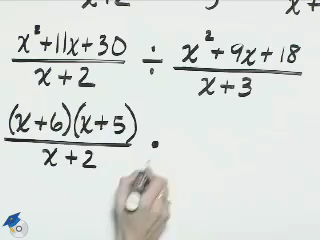 x²+11x+30 / x+2 ÷ x²+9x+18 / x+3
(x+6)(x+5) / x+2 ·